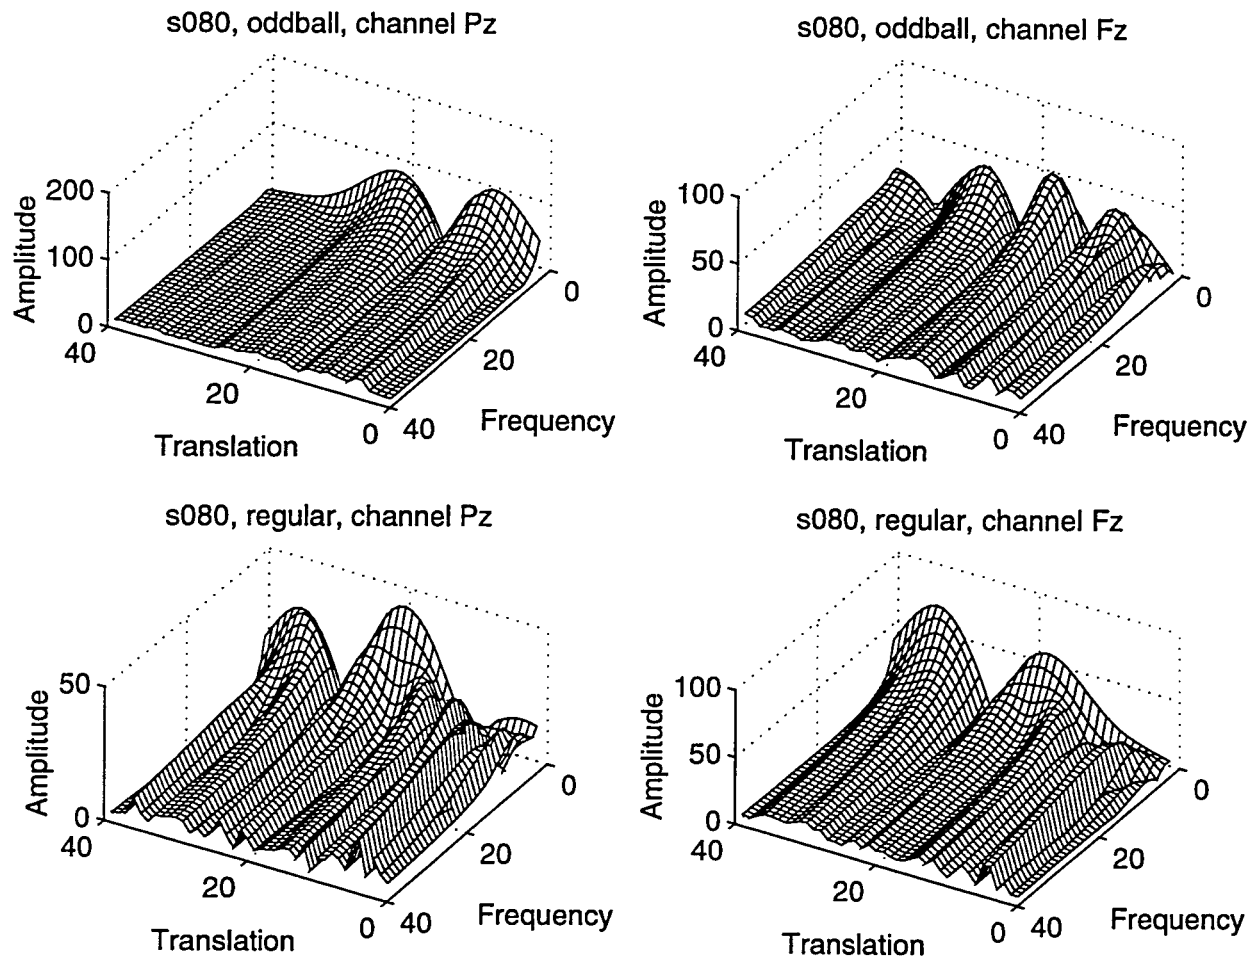 s080, oddball, channel Pz
200
100
0
Amplitude
40
20
0
Translation
40
20
0
Frequency
s080, oddball, channel Fz
100
50
0
Amplitude
40
20
0
Translation
40
20
0
Frequency
s080, regular, channel Pz
50
0
Amplitude
40
20
0
Translation
40
20
0
Frequency
s080, regular, channel Fz
100
50
0
Amplitude
40
20
0
Translation
40
20
0
Frequency